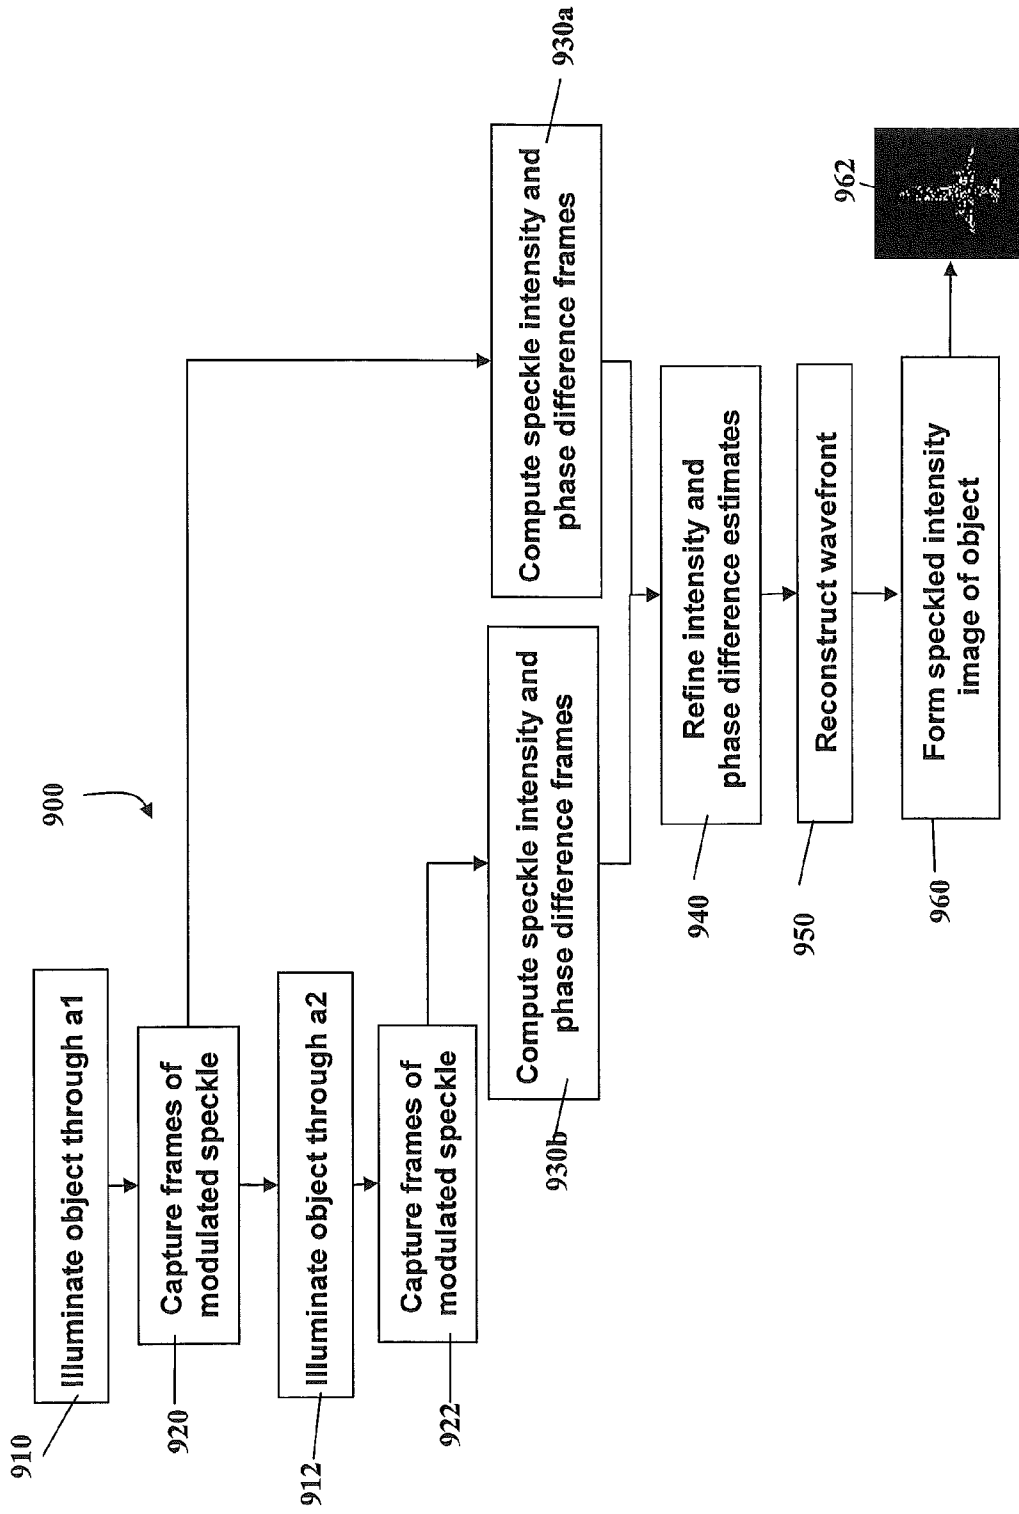 900
910
Illuminate object through a1
920
Capture frames of
modulated speckle
912
Illuminate object through a2
922
Capture frames of
modulated speckle
930b
Compute speckle intensity and
phase difference frames
930a
Compute speckle intensity and
phase difference frames
940
Refine intensity and
phase difference estimates
950
Reconstruct wavefront
960
Form speckled intensity
image of object
962